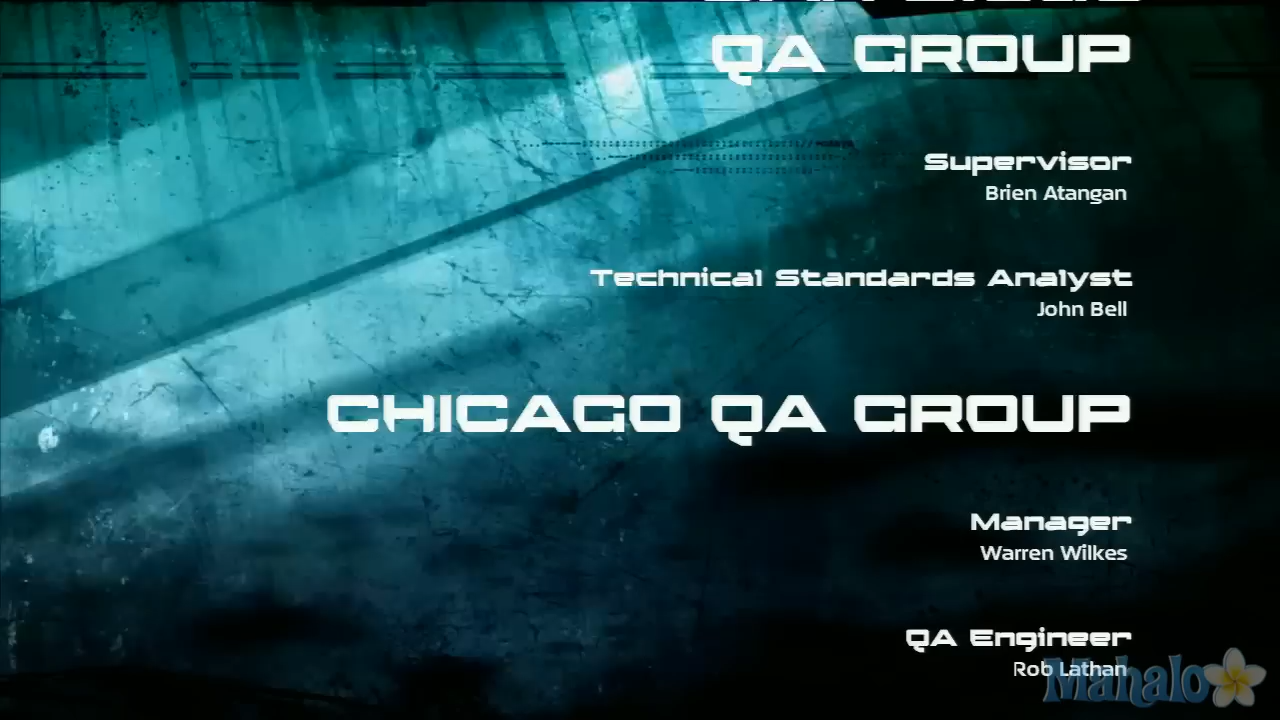 QA GROUP
Supervisor
Brien Atangan
Technical Standards Analyst
John Bell
CHICAGO QA GROUP
Manager
Warren Wilkes
QA Engineer
Rob Lathan
Mahalo